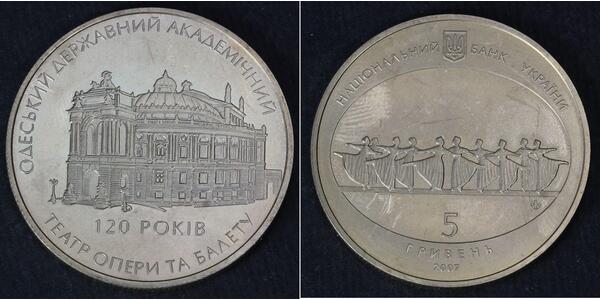 ОДЕСЬКИЙ ДЕРЖАВНИЙ АКАДЕМІЧНИЙ
120 РОКІВ
ТЕАТР ОПЕРИ ТА БАЛЕТУ
НАЦІОНАЛЬНИЙ БАНК УКРАЇНИ
5
ГРИВЕНЬ
2007